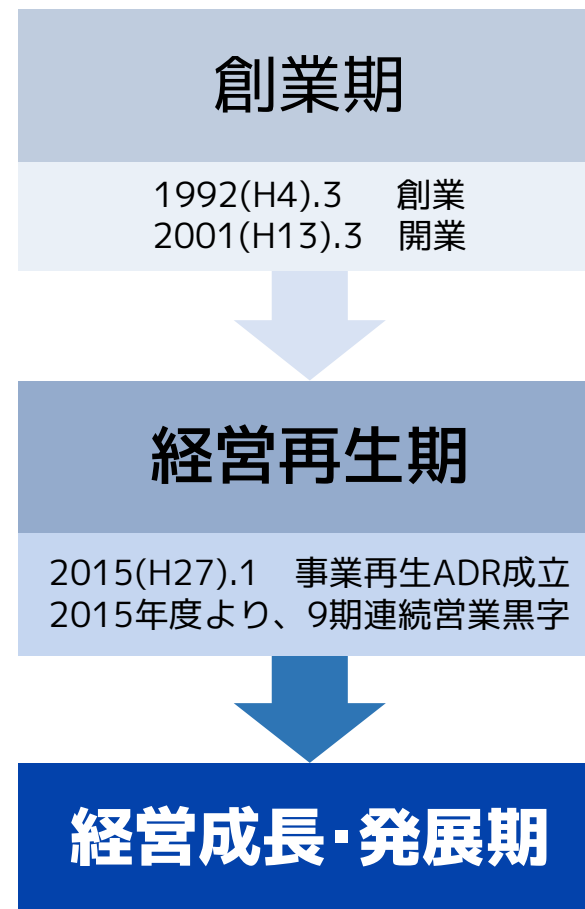 創業期
1992(H4).3　創業
2001(H13).3　開業
経営再生期
2015(H27).1　事業再生ADR成立
2015年度より、9期連続営業黒字
経営成長・発展期